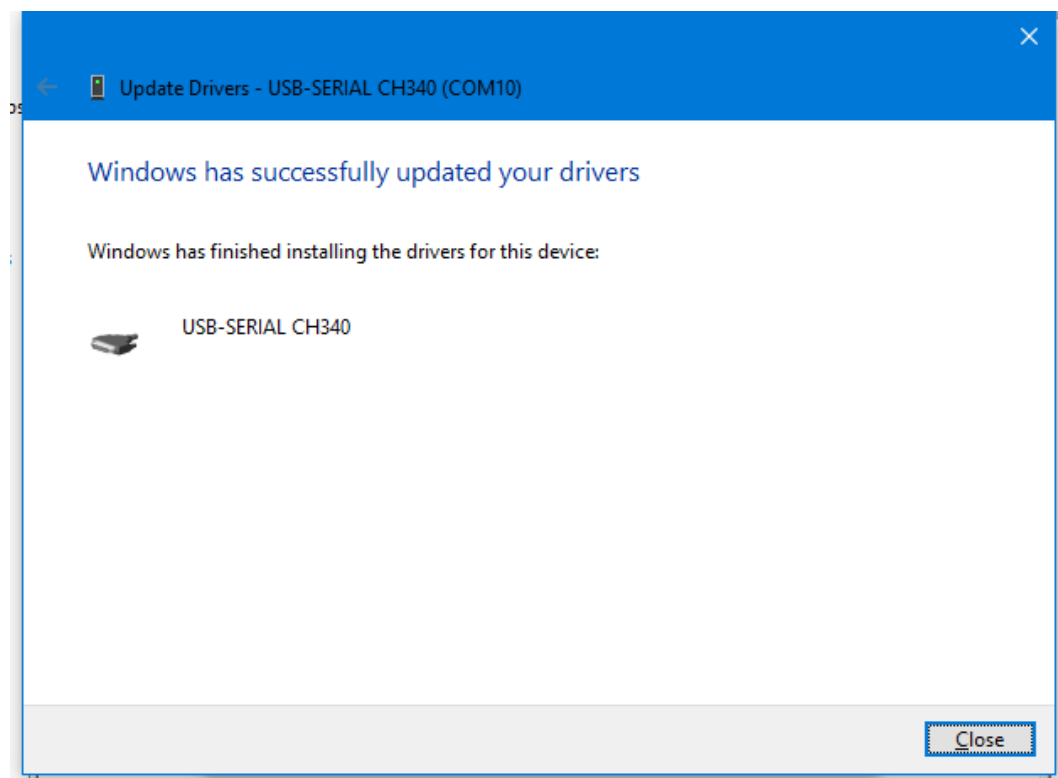 Update Drivers - USB-SERIAL CH340 (COM10)
Windows has successfully updated your drivers
Windows has finished installing the drivers for this device:
USB-SERIAL CH340
Close